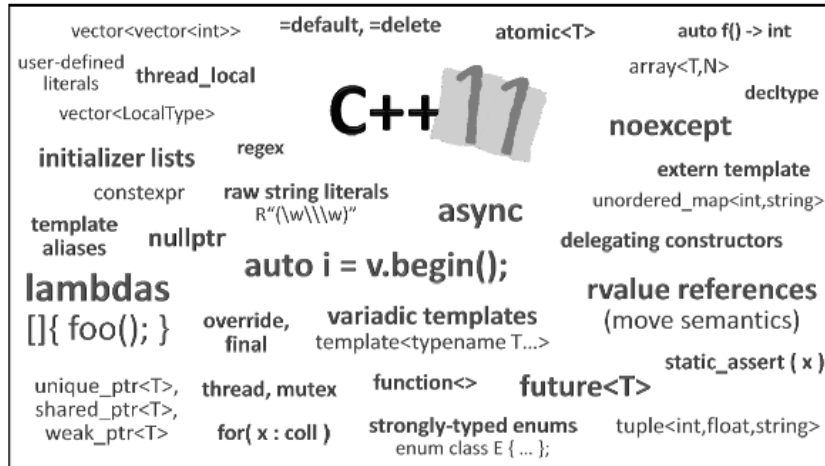 vector<vector<int>>
=default, =delete
atomic<T>
auto f() -> int
user-defined
literals
thread_local
C++11
array<T,N>
decltype
vector<LocalType>
noexcept
initializer lists
regex
extern template
constexpr
raw string literals
R"(\w\\\w)"
async
unordered_map<int,string>
template
aliases
nullptr
delegating constructors
auto i = v.begin();
lambdas
[]{ foo(); }
rvalue references
(move semantics)
override,
final
variadic templates
template<typename T...>
static_assert ( x )
unique_ptr<T>,
shared_ptr<T>,
weak_ptr<T>
thread, mutex
function<>
future<T>
for( x : coll )
strongly-typed enums
enum class E { ... };
tuple<int,float,string>